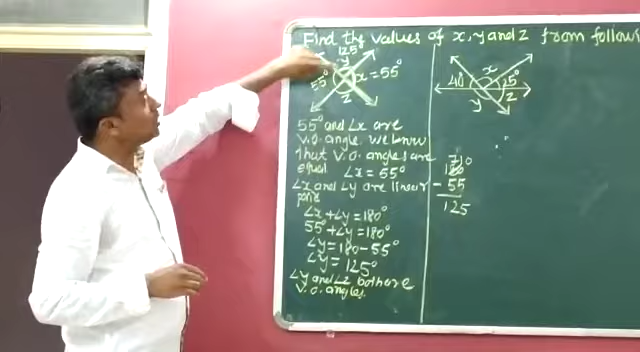 Find the values of x, y and z from follow
125°
y
55°
x = 55°
z
55° and ∠x are
V.O. angle. we know
that V.O. angles are
equal ∠x = 55°
∠x and ∠y are linear
pair
∠x + ∠y = 180°
55° + ∠y = 180°
∠y = 180 - 55°
∠y = 125°
∠y and ∠z both are
V.O. angles.
40
x
25°
y
z
7 10
180
- 55
125